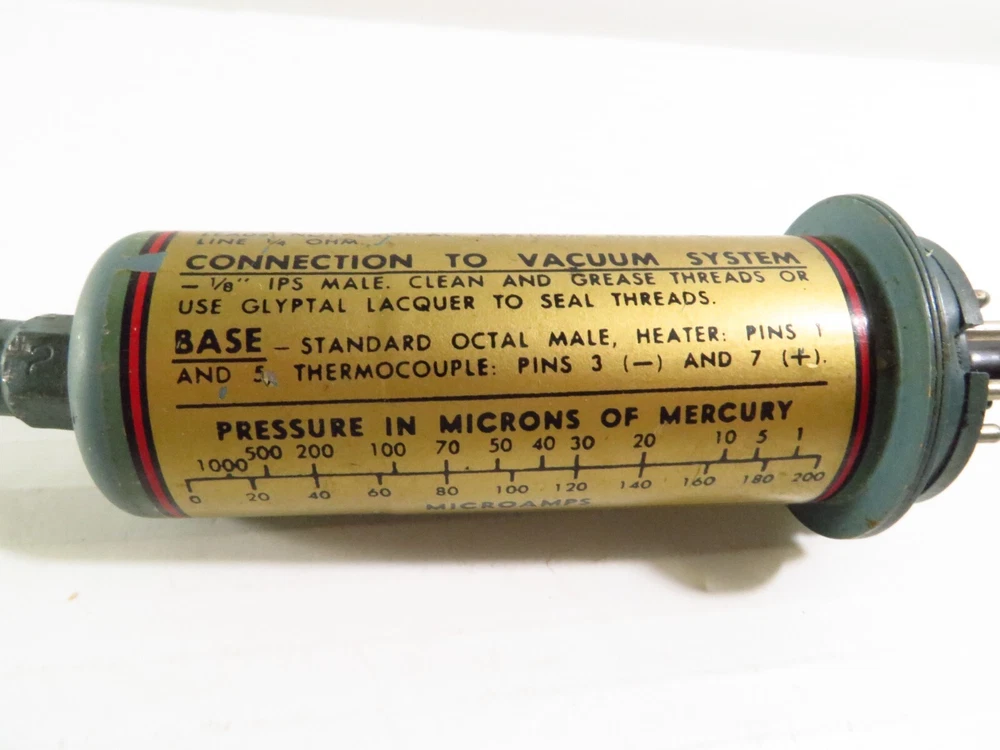 LINE 1/4 OHM.
CONNECTION TO VACUUM SYSTEM
– 1/8" IPS MALE. CLEAN AND GREASE THREADS OR
USE GLYPTAL LACQUER TO SEAL THREADS.
BASE – STANDARD OCTAL MALE, HEATER: PINS 1
AND 5, THERMOCOUPLE: PINS 3 (–) AND 7 (+).
PRESSURE IN MICRONS OF MERCURY
1000 500 200 100 70 50 40 30 20 10 5 1
0 20 40 60 80 100 120 140 160 180 200
MICROAMPS